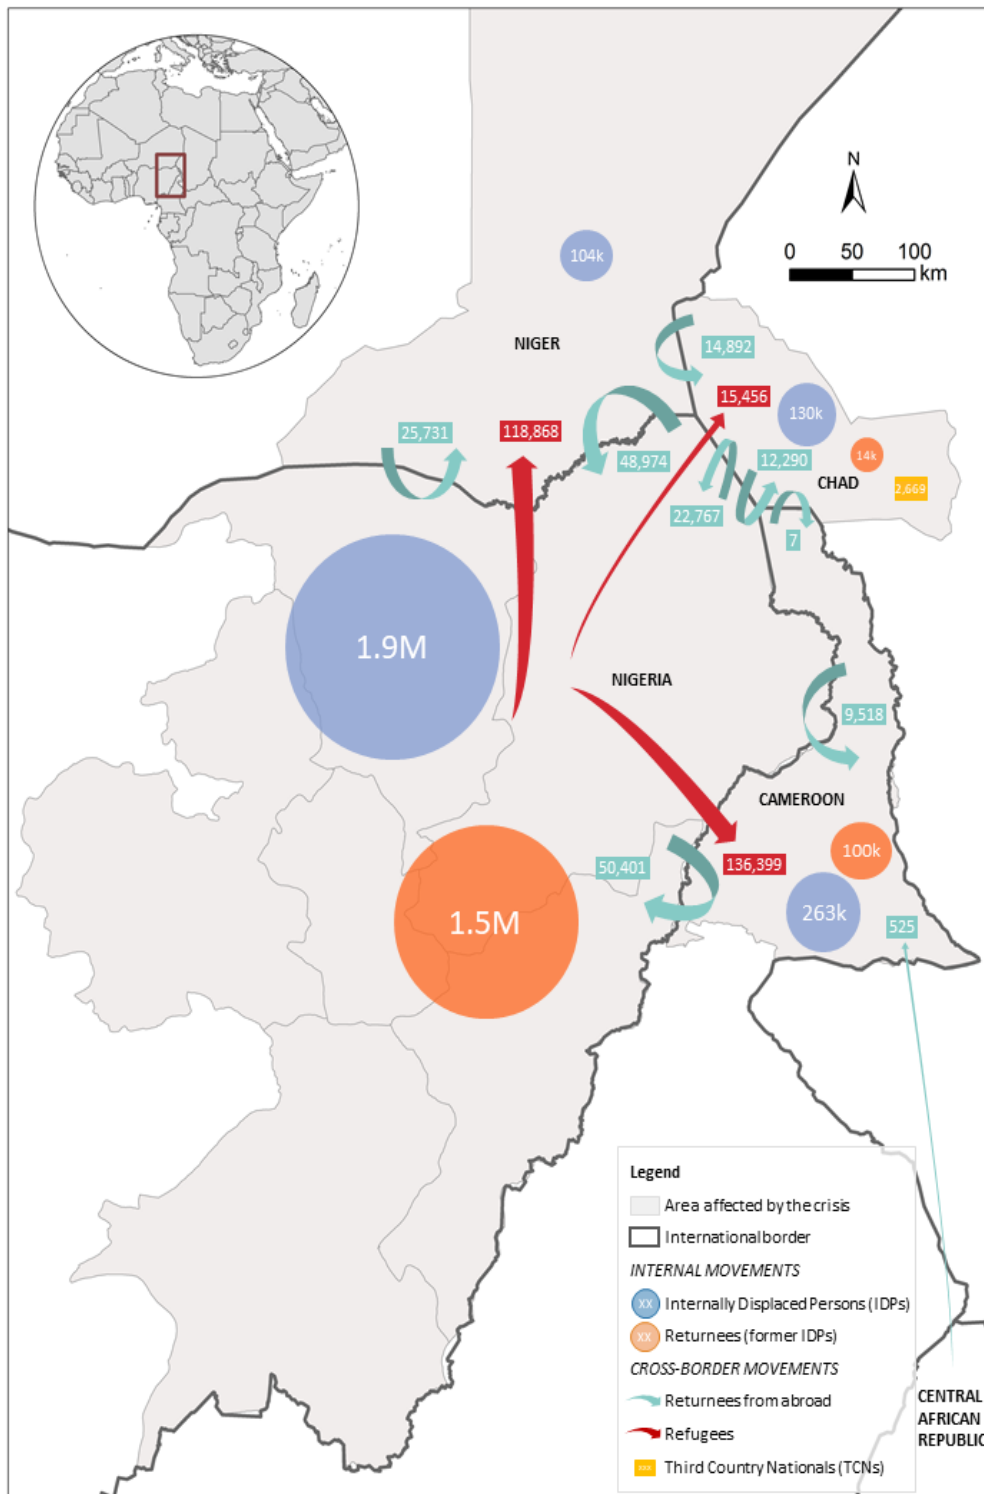 N
0 50 100
km
104k
NIGER
14,892
15,456
130k
25,731
118,868
48,974
12,290
14k
CHAD
2,669
22,767
7
1.9M
NIGERIA
9,518
CAMEROON
100k
50,401
136,399
263k
1.5M
525
Legend
Area affected by the crisis
International border
INTERNAL MOVEMENTS
XX Internally Displaced Persons (IDPs)
XX Returnees (former IDPs)
CROSS-BORDER MOVEMENTS
Returnees from abroad
Refugees
xxx Third Country Nationals (TCNs)
CENTRAL
AFRICAN
REPUBLIC